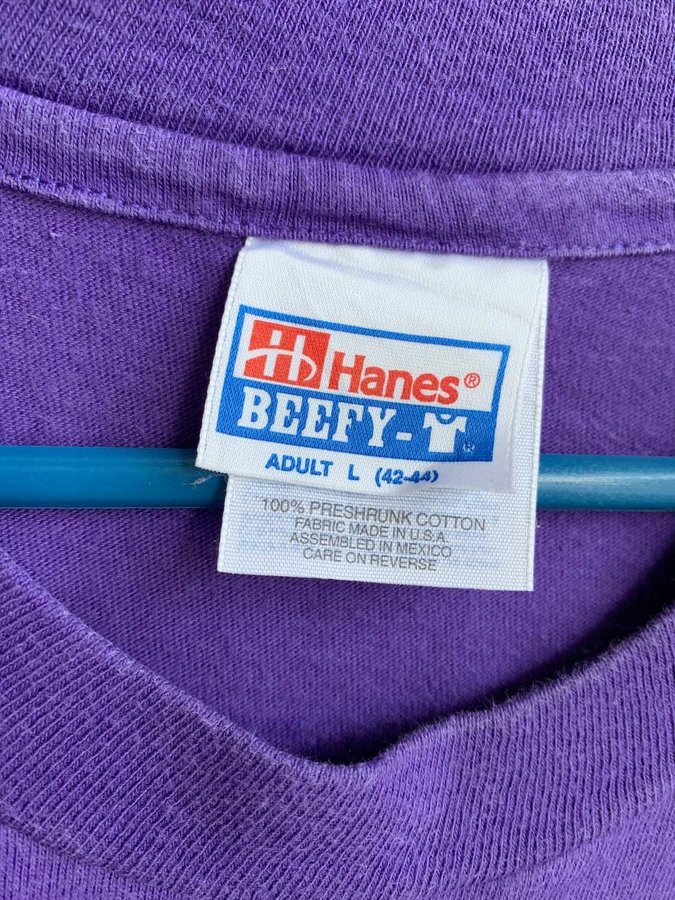 Hanes®
BEEFY-T®
ADULT L (42-44)
100% PRESHRUNK COTTON
FABRIC MADE IN U.S.A
ASSEMBLED IN MEXICO
CARE ON REVERSE